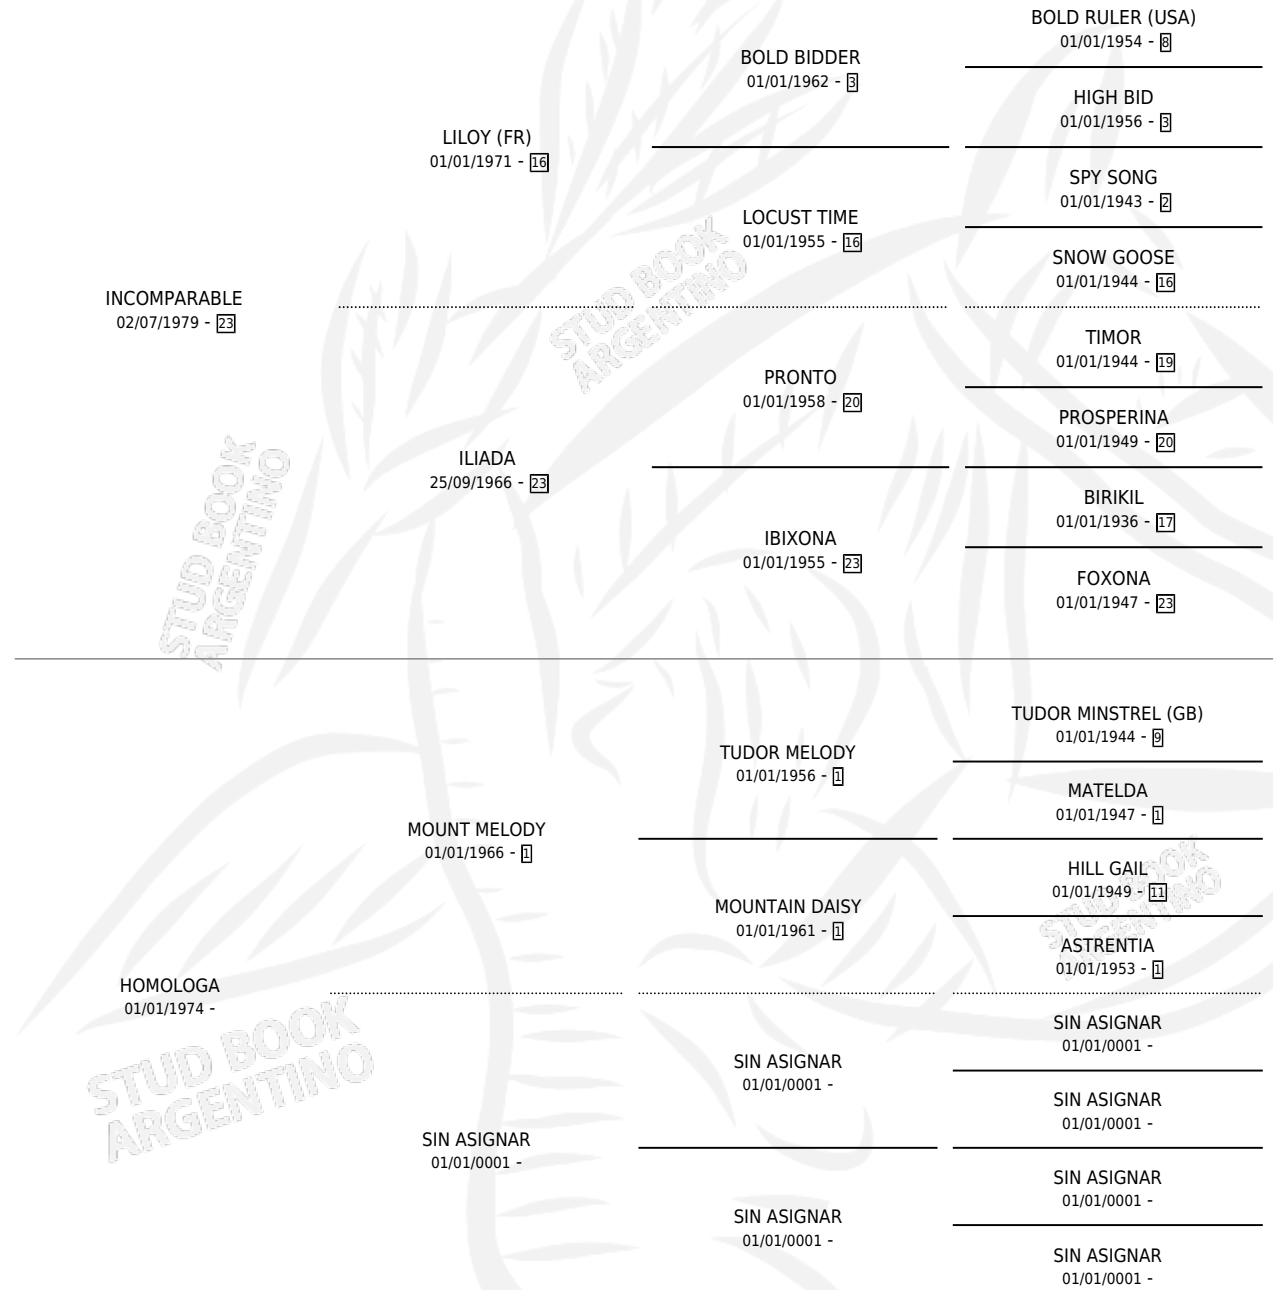 BOLD RULER (USA)
01/01/1954 - 8
BOLD BIDDER
01/01/1962 - 3
HIGH BID
01/01/1956 - 3
LILOY (FR)
01/01/1971 - 16
SPY SONG
01/01/1943 - 2
LOCUST TIME
01/01/1955 - 16
SNOW GOOSE
01/01/1944 - 16
INCOMPARABLE
02/07/1979 - 23
STUD BOOK
ARGENTINO
TIMOR
01/01/1944 - 19
PRONTO
01/01/1958 - 20
PROSPERINA
01/01/1949 - 20
ILIADA
25/09/1966 - 23
BIRIKIL
01/01/1936 - 17
IBIXONA
01/01/1955 - 23
FOXONA
01/01/1947 - 23
STUD BOOK
ARGENTINO
TUDOR MINSTREL (GB)
01/01/1944 - 9
TUDOR MELODY
01/01/1956 - 1
MATELDA
01/01/1947 - 1
MOUNT MELODY
01/01/1966 - 1
HILL GAIL
01/01/1949 - 11
MOUNTAIN DAISY
01/01/1961 - 1
STUD BOOK
ARGENTINO
ASTRENTIA
01/01/1953 - 1
HOMOLOGA
01/01/1974 -
SIN ASIGNAR
01/01/0001 -
SIN ASIGNAR
01/01/0001 -
SIN ASIGNAR
01/01/0001 -
STUD BOOK
ARGENTINO
SIN ASIGNAR
01/01/0001 -
SIN ASIGNAR
01/01/0001 -
SIN ASIGNAR
01/01/0001 -
SIN ASIGNAR
01/01/0001 -